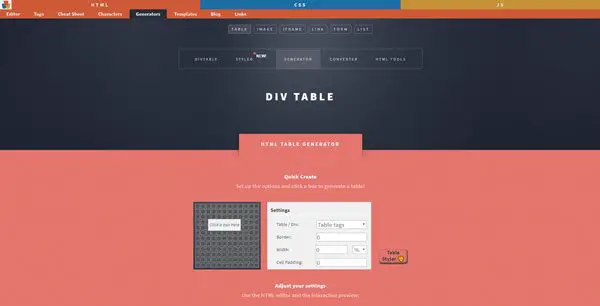 HTML CSS JS
Editor Tags Cheat Sheet Characters Generators Templates Blog Links
TABLE IMAGE IFRAME LINK FORM LIST
DIVTABLE STYLER NEW! GENERATOR CONVERTER HTML TOOLS
DIV TABLE
HTML TABLE GENERATOR
Quick Create
Set up the options and click a box to generate a table!
Settings
Click a box here
Table / Div: Table tags
Border: 0
Width: 0 %
Cell Padding: 0
Table
Styler
Adjust your settings
Use the HTML editor and the interactive preview.